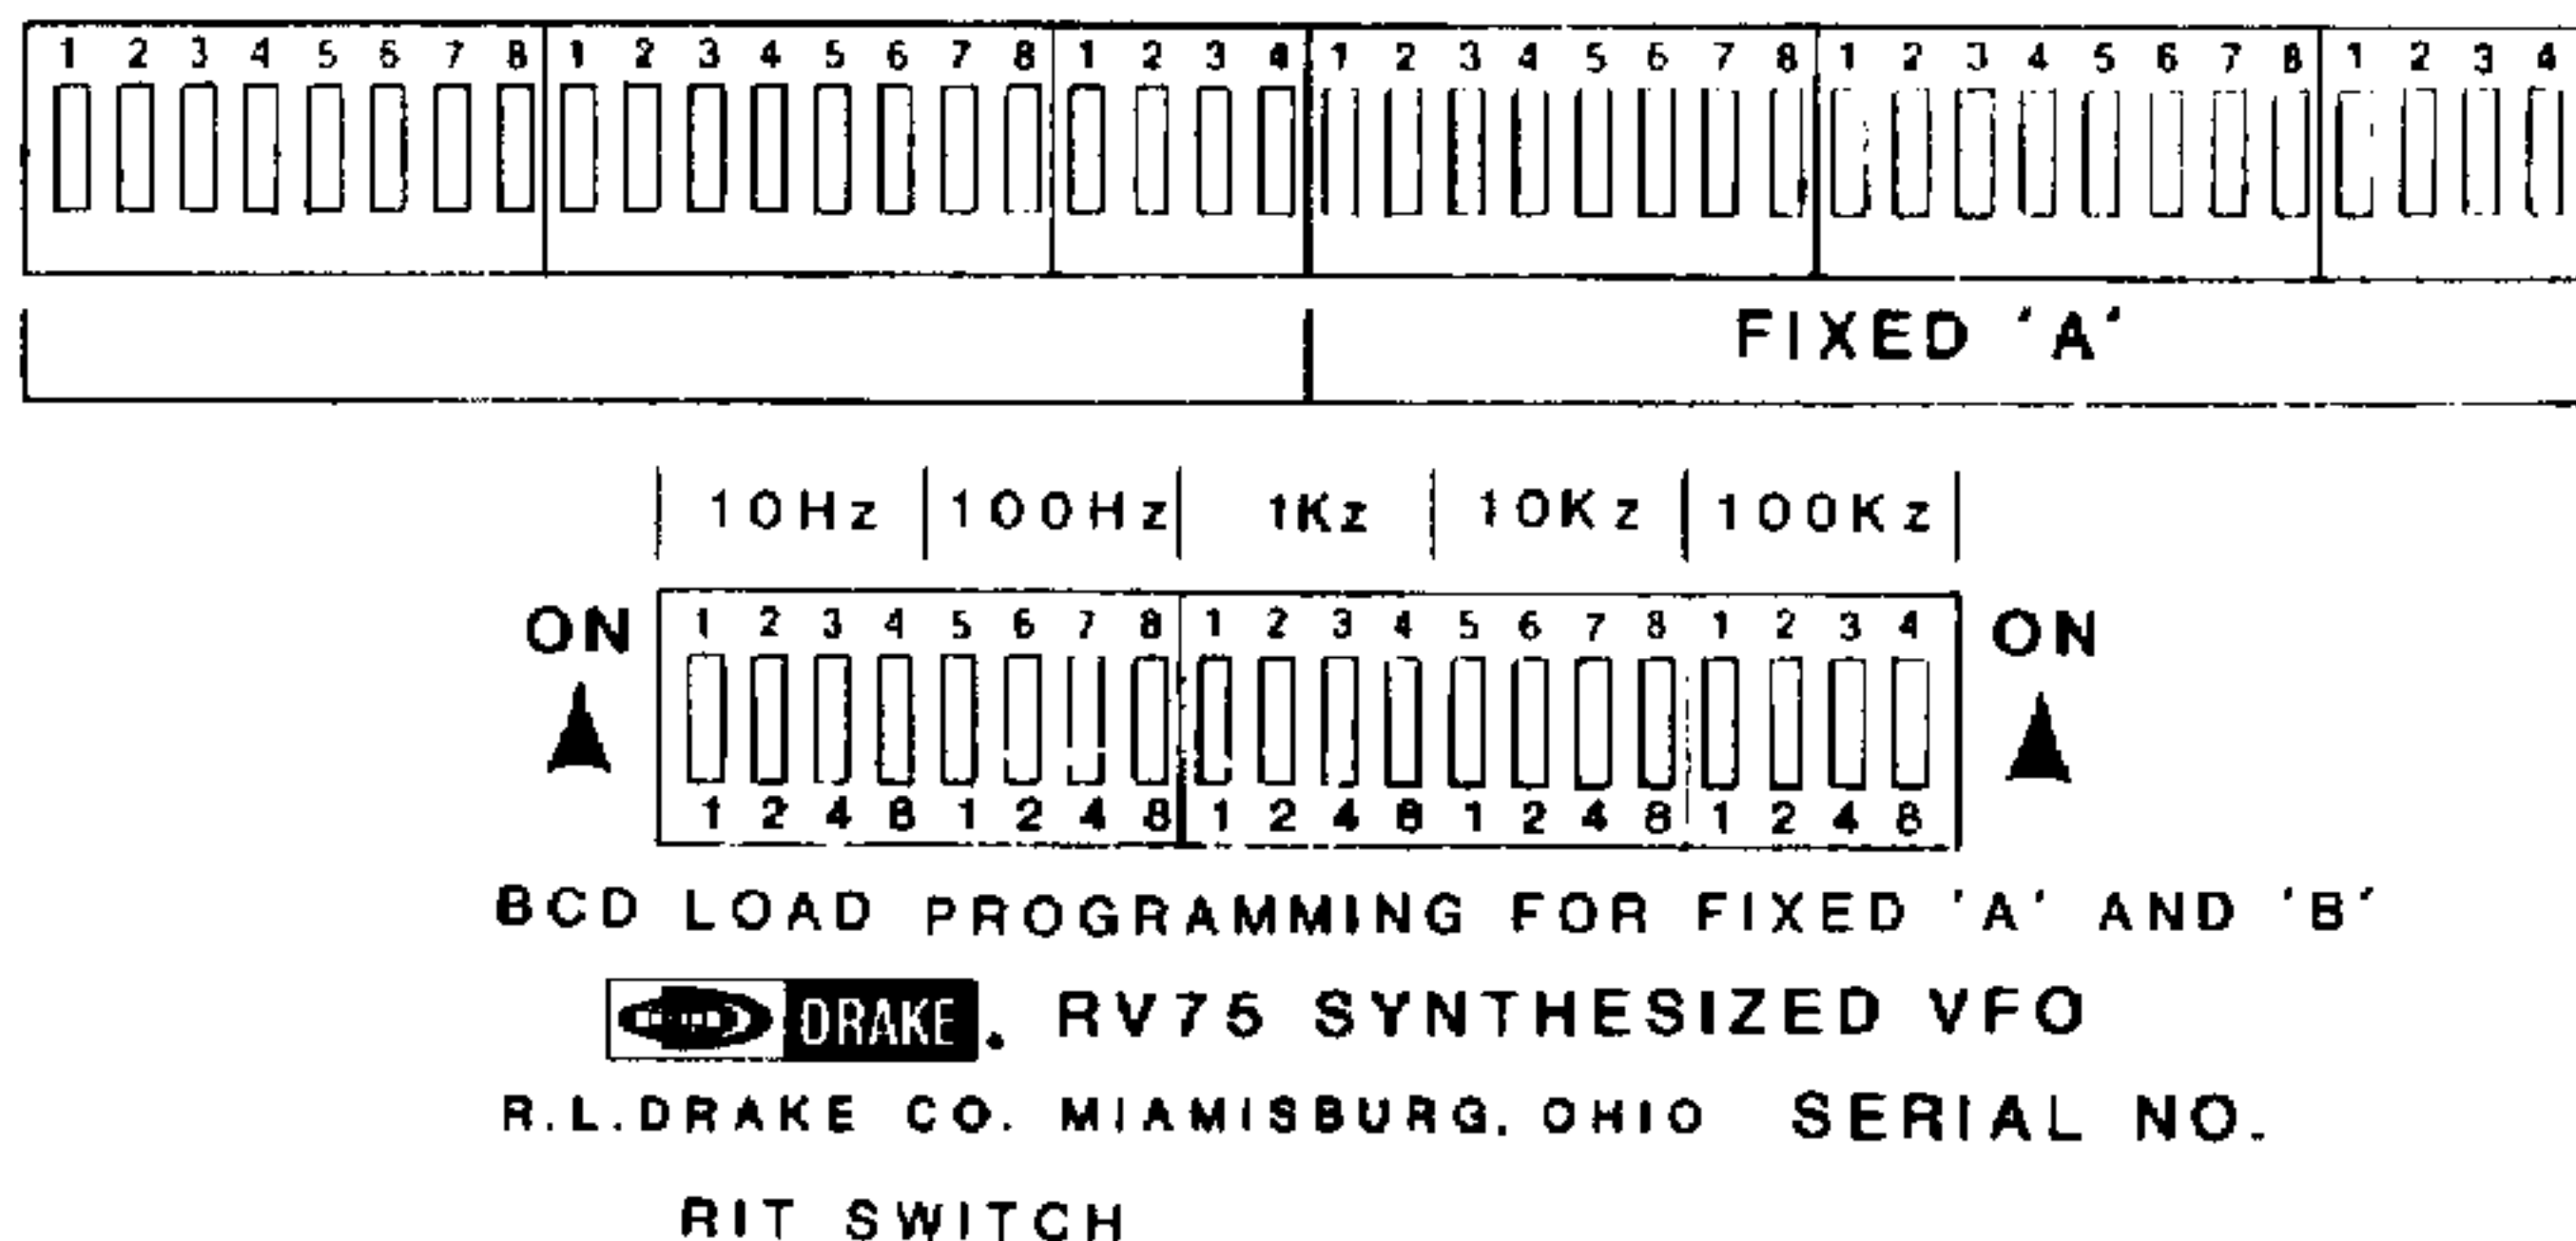 1 2 3 4 5 6 7 8 1 2 3 4 5 6 7 8 1 2 3 4 1 2 3 4 5 6 7 8 1 2 3 4 5 6 7 8 1 2 3 4
FIXED 'A'
10Hz 100Hz 1Kz 10Kz 100Kz
ON 1 2 3 4 5 6 7 8 1 2 3 4 5 6 7 8 1 2 3 4 ON
1 2 4 8 1 2 4 8 1 2 4 8 1 2 4 8 1 2 4 8
BCD LOAD PROGRAMMING FOR FIXED 'A' AND 'B'
DRAKE. RV75 SYNTHESIZED VFO
R.L.DRAKE CO. MIAMISBURG, OHIO SERIAL NO.
RIT SWITCH